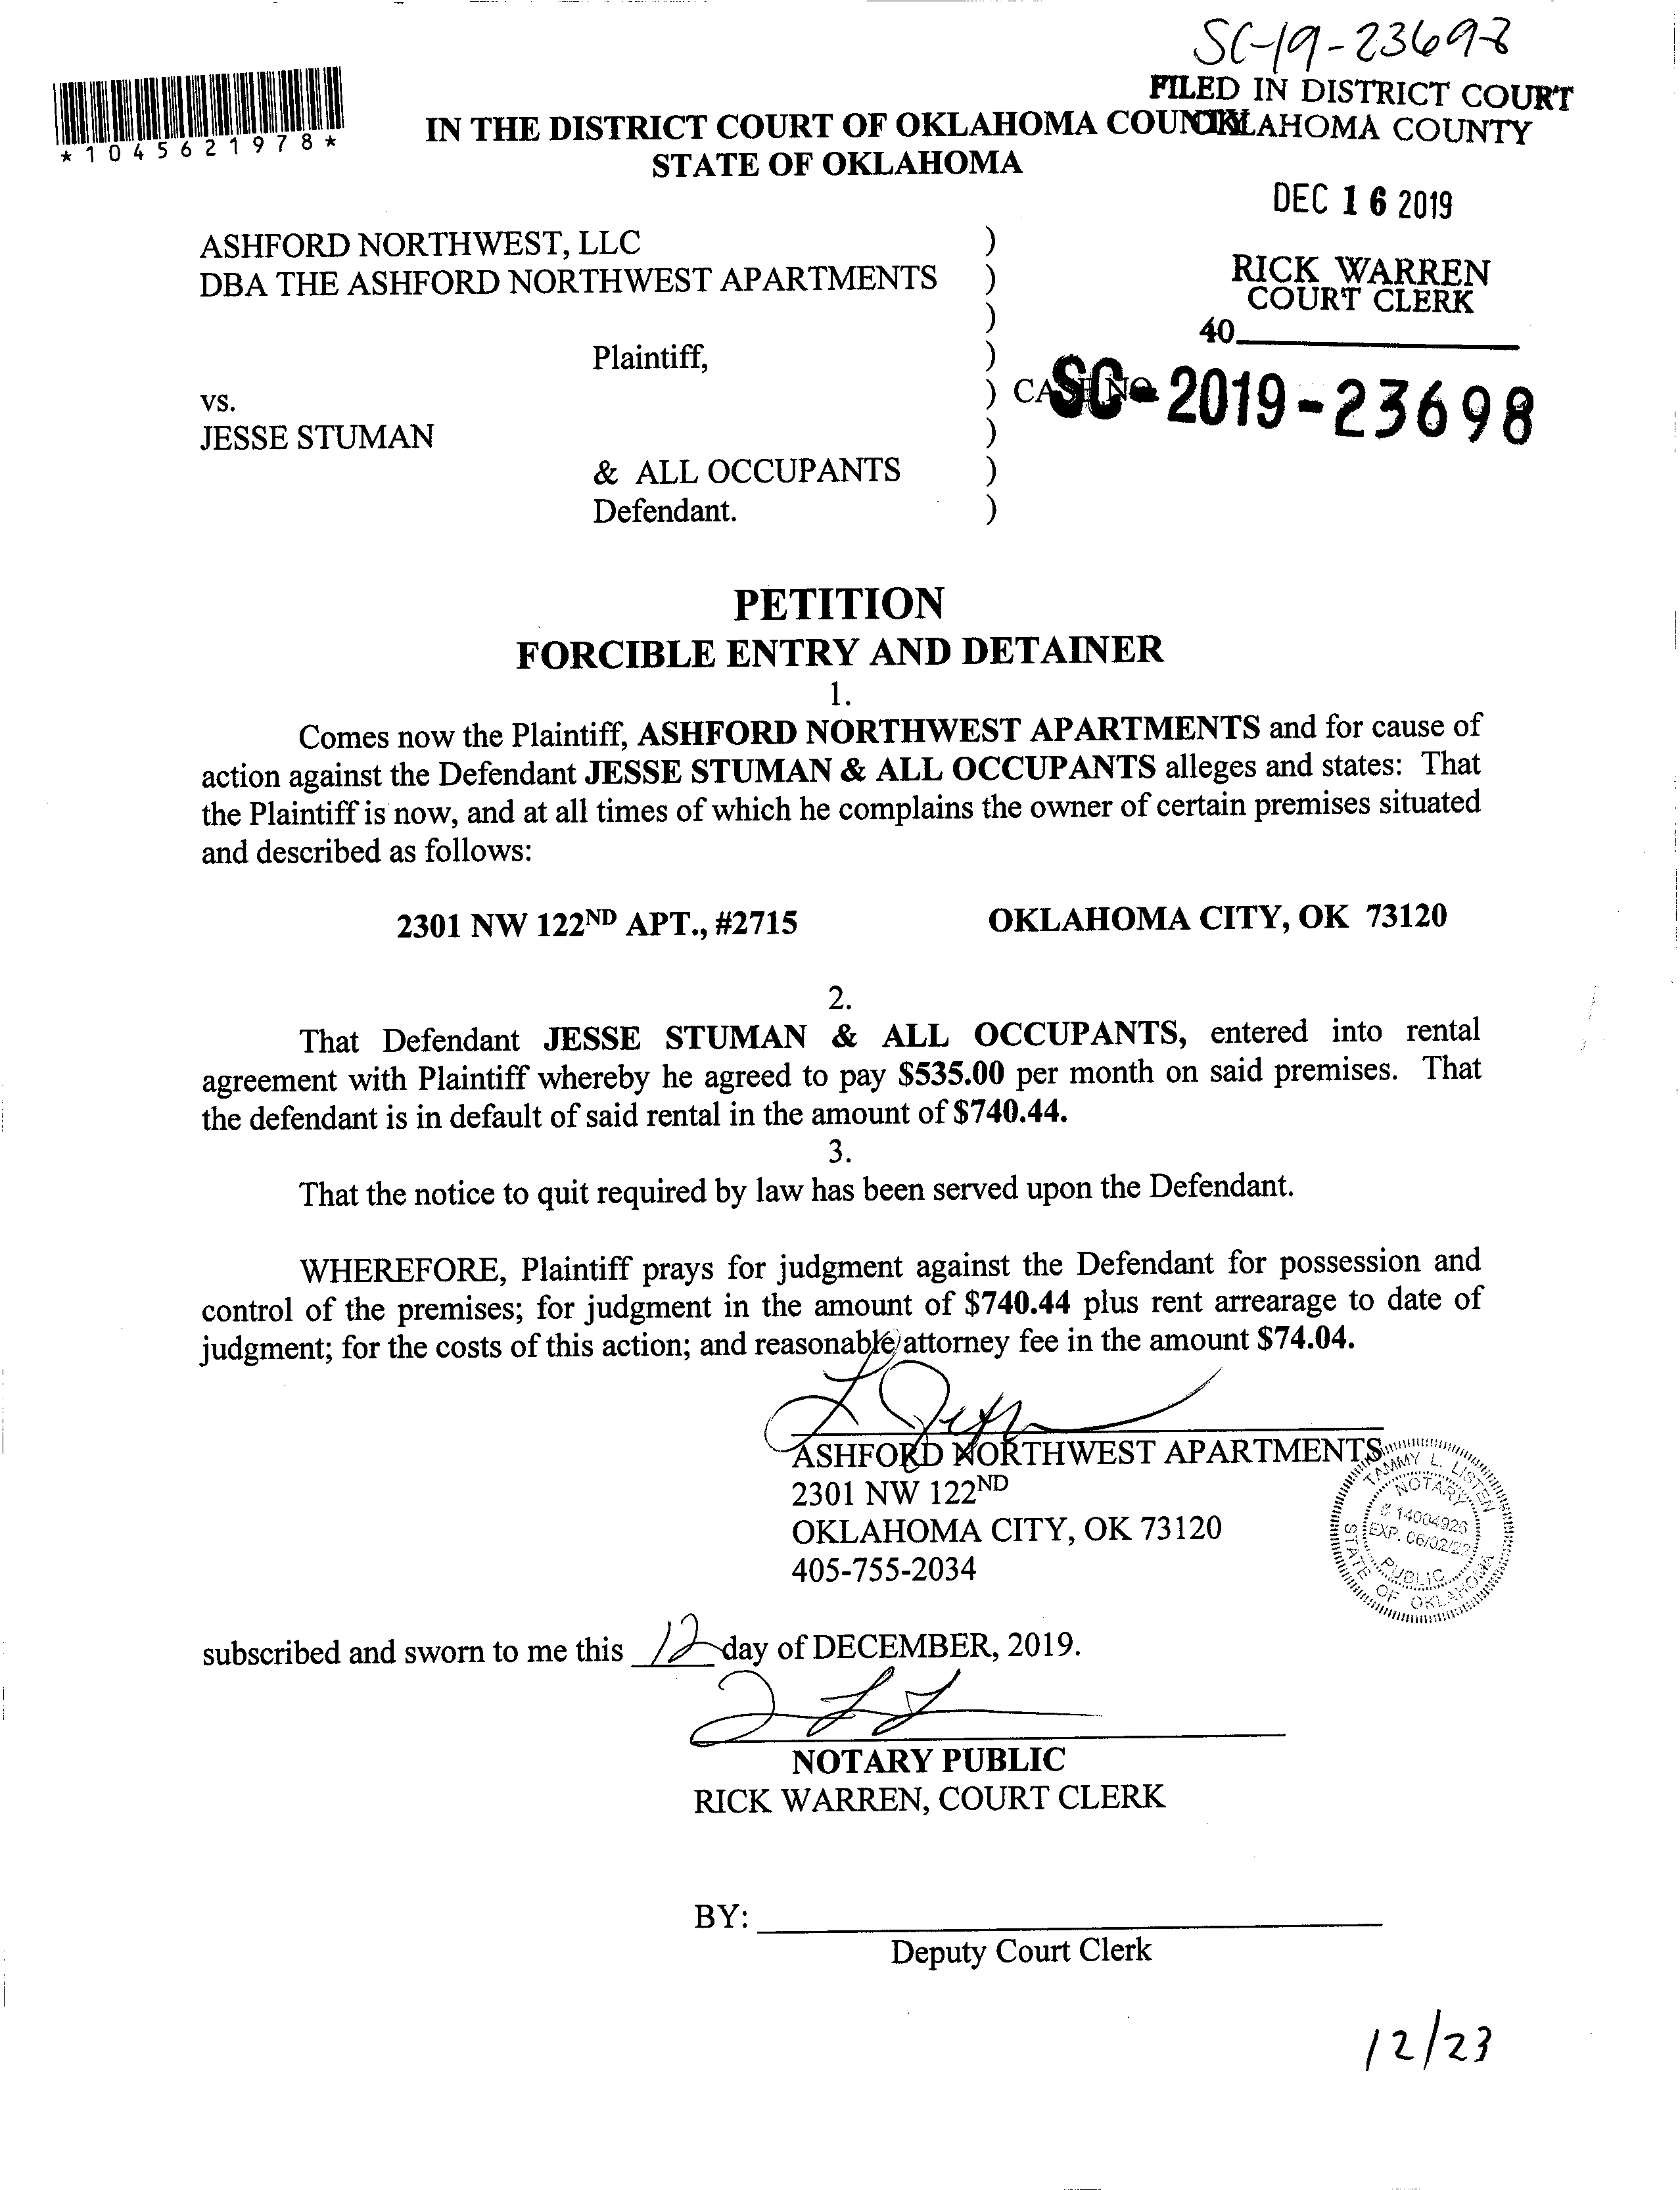 SC-19-23698
FILED IN DISTRICT COURT
OKLAHOMA COUNTY
*1045621978*
IN THE DISTRICT COURT OF OKLAHOMA COUNTY
STATE OF OKLAHOMA
DEC 16 2019
ASHFORD NORTHWEST, LLC )
DBA THE ASHFORD NORTHWEST APARTMENTS )
)
RICK WARREN
COURT CLERK
40
Plaintiff, )
vs. ) CASE NO. SC-2019-23698
JESSE STUMAN )
& ALL OCCUPANTS )
Defendant. )
PETITION
FORCIBLE ENTRY AND DETAINER
1.
Comes now the Plaintiff, ASHFORD NORTHWEST APARTMENTS and for cause of
action against the Defendant JESSE STUMAN & ALL OCCUPANTS alleges and states: That
the Plaintiff is now, and at all times of which he complains the owner of certain premises situated
and described as follows:
2301 NW 122ND APT., #2715 OKLAHOMA CITY, OK 73120
2.
That Defendant JESSE STUMAN & ALL OCCUPANTS, entered into rental
agreement with Plaintiff whereby he agreed to pay $535.00 per month on said premises. That
the defendant is in default of said rental in the amount of $740.44.
3.
That the notice to quit required by law has been served upon the Defendant.
WHEREFORE, Plaintiff prays for judgment against the Defendant for possession and
control of the premises; for judgment in the amount of $740.44 plus rent arrearage to date of
judgment; for the costs of this action; and reasonable attorney fee in the amount $74.04.
ASHFORD NORTHWEST APARTMENTS
2301 NW 122ND
OKLAHOMA CITY, OK 73120
405-755-2034
TAMMY L. LISTEN
NOTARY
# 14004926
EXP. 06/02/22
PUBLIC
STATE OF OKLAHOMA
subscribed and sworn to me this 12 day of DECEMBER, 2019.
NOTARY PUBLIC
RICK WARREN, COURT CLERK
BY:
Deputy Court Clerk
12/23